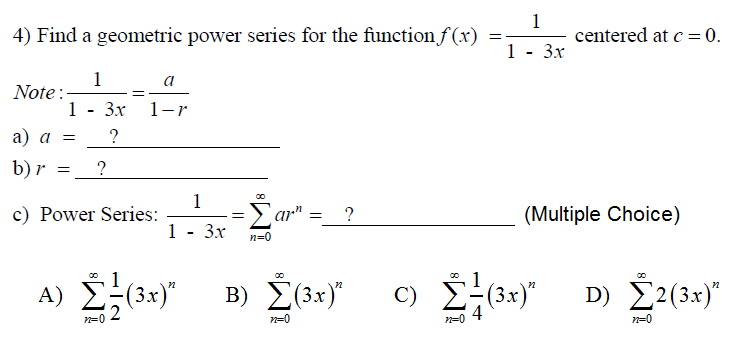 4) Find a geometric power series for the function f(x) = 1/(1 - 3x) centered at c = 0.
Note: 1/(1 - 3x) = a/(1-r)
a) a = ?
b) r = ?
c) Power Series: 1/(1 - 3x) = ∑_{n=0}^{∞} ar^n = ? (Multiple Choice)
A) ∑_{n=0}^{∞} 1/2 (3x)^n B) ∑_{n=0}^{∞} (3x)^n C) ∑_{n=0}^{∞} 1/4 (3x)^n D) ∑_{n=0}^{∞} 2(3x)^n